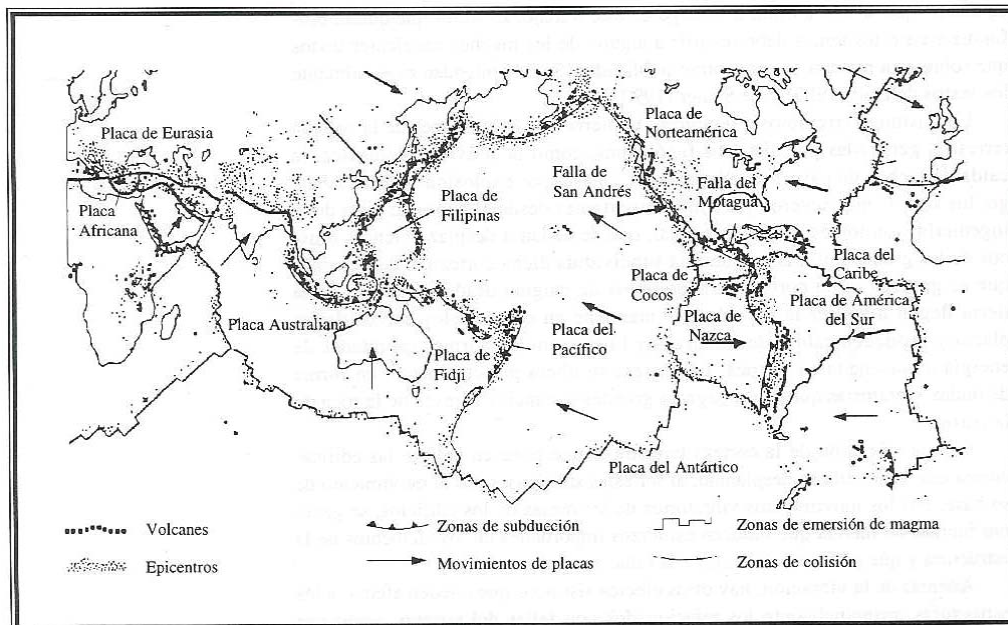 Placa de Eurasia
Placa
Africana
Placa de
Filipinas
Placa de
Norteamérica
Falla de
San Andrés
Falla del
Motagua
Placa del
Caribe
Placa de
Cocos
Placa de
Nazca
Placa de América
del Sur
Placa Australiana
Placa de
Fidji
Placa del
Pacífico
Placa del Antártico
Volcanes
Epicentros
Zonas de subducción
Movimientos de placas
Zonas de emersión de magma
Zonas de colisión